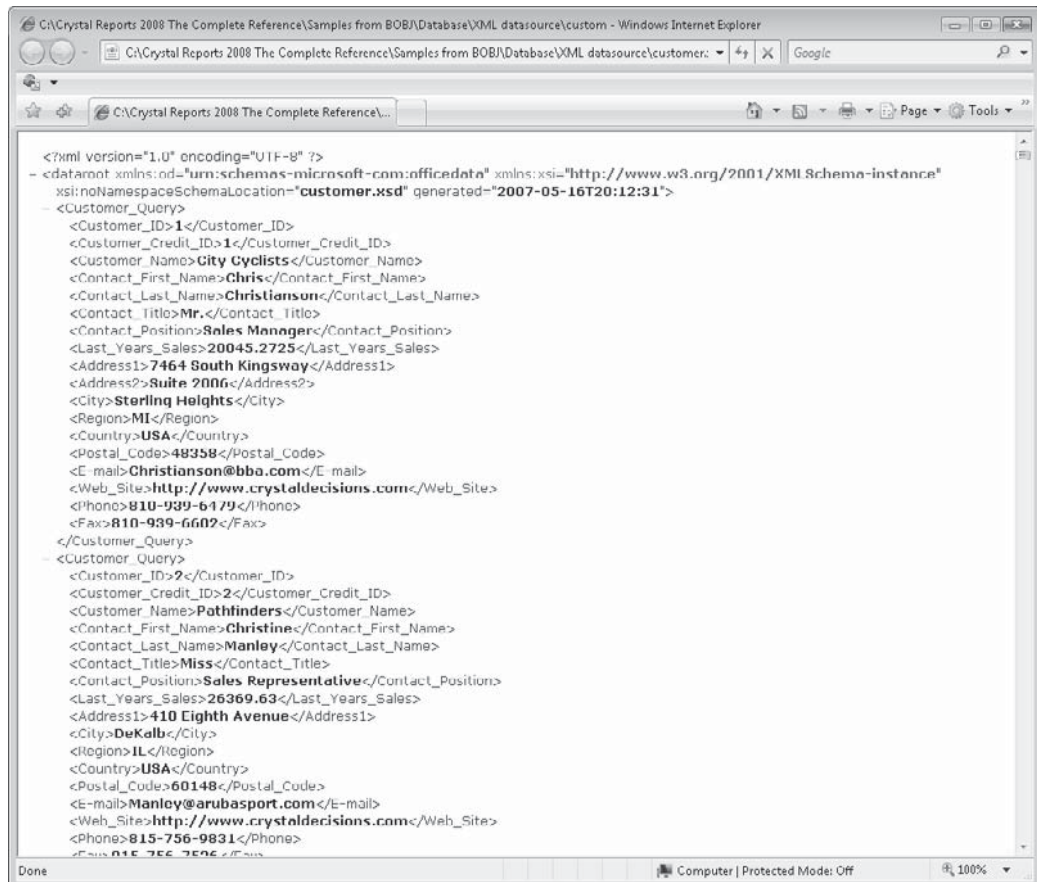 C:\Crystal Reports 2008 The Complete Reference\Samples from BOBJ\Database\XML datasource\custom - Windows Internet Explorer
C:\Crystal Reports 2008 The Complete Reference\Samples from BOBJ\Database\XML datasource\customer.: Google
C:\Crystal Reports 2008 The Complete Reference\... Page Tools »
<?xml version="1.0" encoding="UTF-8" ?>
- <dataroot xmlns:od="urn:schemas-microsoft-com:officedata" xmlns:xsi="http://www.w3.org/2001/XMLSchema-instance"
xsi:noNamespaceSchemaLocation="customer.xsd" generated="2007-05-16T20:12:31">
- <Customer_Query>
<Customer_ID>1</Customer_ID>
<Customer_Credit_ID>1</Customer_Credit_ID>
<Customer_Name>City Cyclists</Customer_Name>
<Contact_First_Name>Chris</Contact_First_Name>
<Contact_Last_Name>Christianson</Contact_Last_Name>
<Contact_Title>Mr.</Contact_Title>
<Contact_Position>Sales Manager</Contact_Position>
<Last_Years_Sales>20045.2725</Last_Years_Sales>
<Address1>7464 South Kingsway</Address1>
<Address2>Suite 2006</Address2>
<City>Sterling Heights</City>
<Region>MI</Region>
<Country>USA</Country>
<Postal_Code>48358</Postal_Code>
<E-mail>Christianson@bba.com</E-mail>
<Web_Site>http://www.crystaldecisions.com</Web_Site>
<Phone>810-939-6479</Phone>
<Fax>810-939-6602</Fax>
</Customer_Query>
- <Customer_Query>
<Customer_ID>2</Customer_ID>
<Customer_Credit_ID>2</Customer_Credit_ID>
<Customer_Name>Pathfinders</Customer_Name>
<Contact_First_Name>Christine</Contact_First_Name>
<Contact_Last_Name>Manley</Contact_Last_Name>
<Contact_Title>Miss</Contact_Title>
<Contact_Position>Sales Representative</Contact_Position>
<Last_Years_Sales>26369.63</Last_Years_Sales>
<Address1>410 Eighth Avenue</Address1>
<City>DeKalb</City>
<Region>IL</Region>
<Country>USA</Country>
<Postal_Code>60148</Postal_Code>
<E-mail>Manley@arubasport.com</E-mail>
<Web_Site>http://www.crystaldecisions.com</Web_Site>
<Phone>815-756-9831</Phone>
Done Computer | Protected Mode: Off 100%